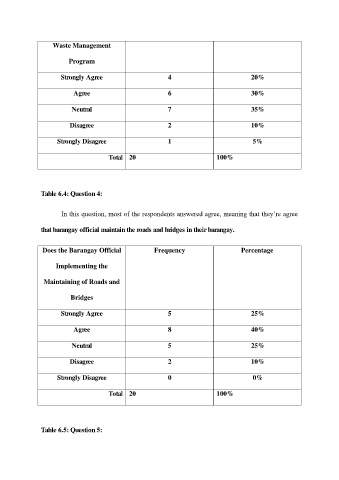 Waste Management
Program
Strongly Agree 4 20%
Agree 6 30%
Neutral 7 35%
Disagree 2 10%
Strongly Disagree 1 5%
Total 20 100%
Table 6.4: Question 4:
In this question, most of the respondents answered agree, meaning that they're agree
that barangay official maintain the roads and bridges in their barangay.
Does the Barangay Official Frequency Percentage
Implementing the
Maintaining of Roads and
Bridges
Strongly Agree 5 25%
Agree 8 40%
Neutral 5 25%
Disagree 2 10%
Strongly Disagree 0 0%
Total 20 100%
Table 6.5: Question 5: